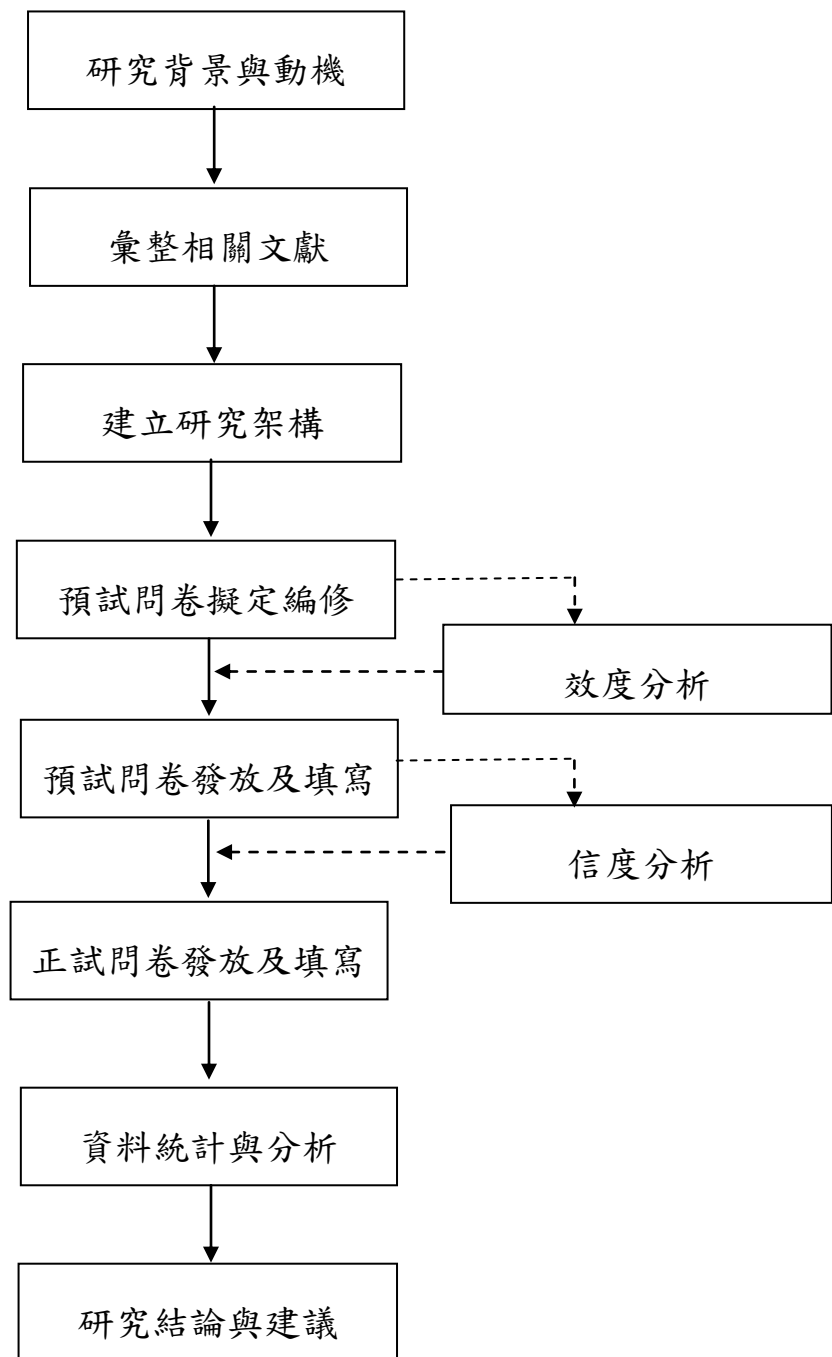 研究背景與動機
彙整相關文獻
建立研究架構
預試問卷擬定編修
效度分析
預試問卷發放及填寫
信度分析
正試問卷發放及填寫
資料統計與分析
研究結論與建議